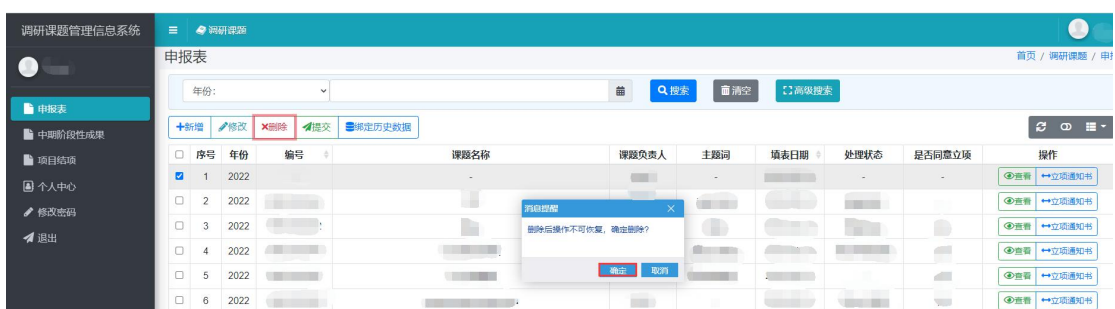 调研课题管理信息系统
调研课题
申报表
首页 / 调研课题 / 申
申报表
中期阶段性成果
项目结项
个人中心
修改密码
退出
年份:
搜索 清空 高级搜索
新增 修改 删除 提交 绑定历史数据
序号 年份 编号 课题名称 课题负责人 主题词 填表日期 处理状态 是否同意立项 操作
1 2022 - - - - 查看 立项通知书
2 2022 查看 立项通知书
3 2022 查看 立项通知书
4 2022 查看 立项通知书
5 2022 查看 立项通知书
6 2022 查看 立项通知书
消息提醒
删除后操作不可恢复，确定删除?
确定 取消